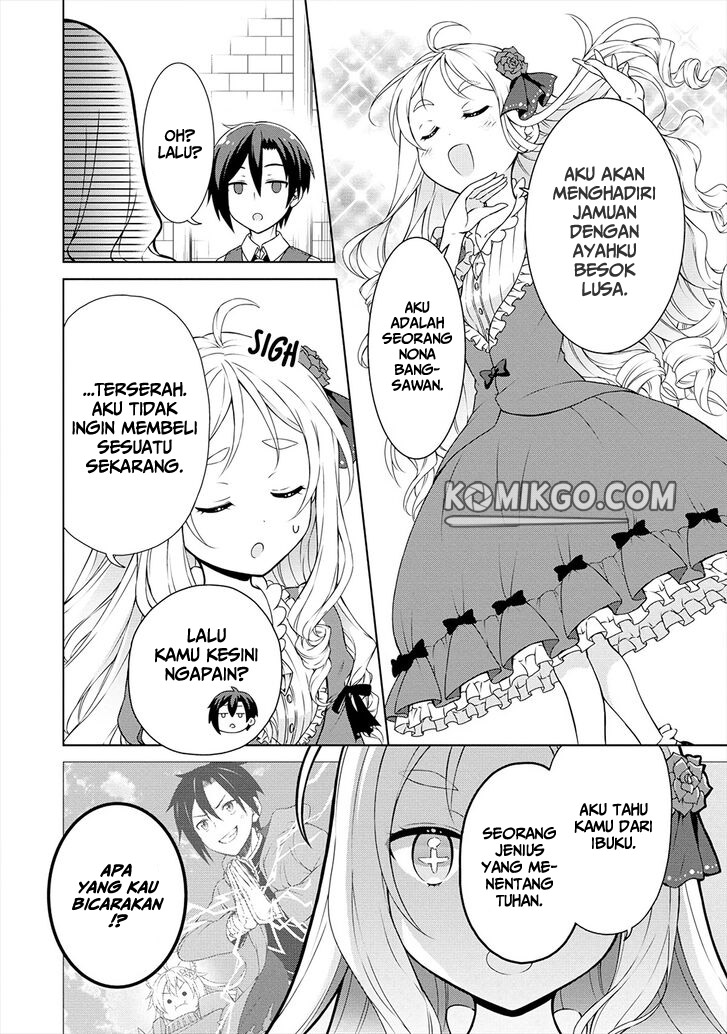 AKU AKAN
MENGHADIRI
JAMUAN
DENGAN
AYAHKU
BESOK
LUSA.
AKU
ADALAH
SEORANG
NONA
BANG-
SAWAN.
OH?
LALU?
SIGH
...TERSERAH.
AKU TIDAK
INGIN MEMBELI
SESUATU
SEKARANG.
LALU
KAMU KESINI
NGAPAIN?
KOMIKGO.COM
AKU TAHU
KAMU DARI
IBUKU.
SEORANG
JENIUS
YANG ME-
NENTANG
TUHAN.
APA
YANG KAU
BICARAKAN
!?